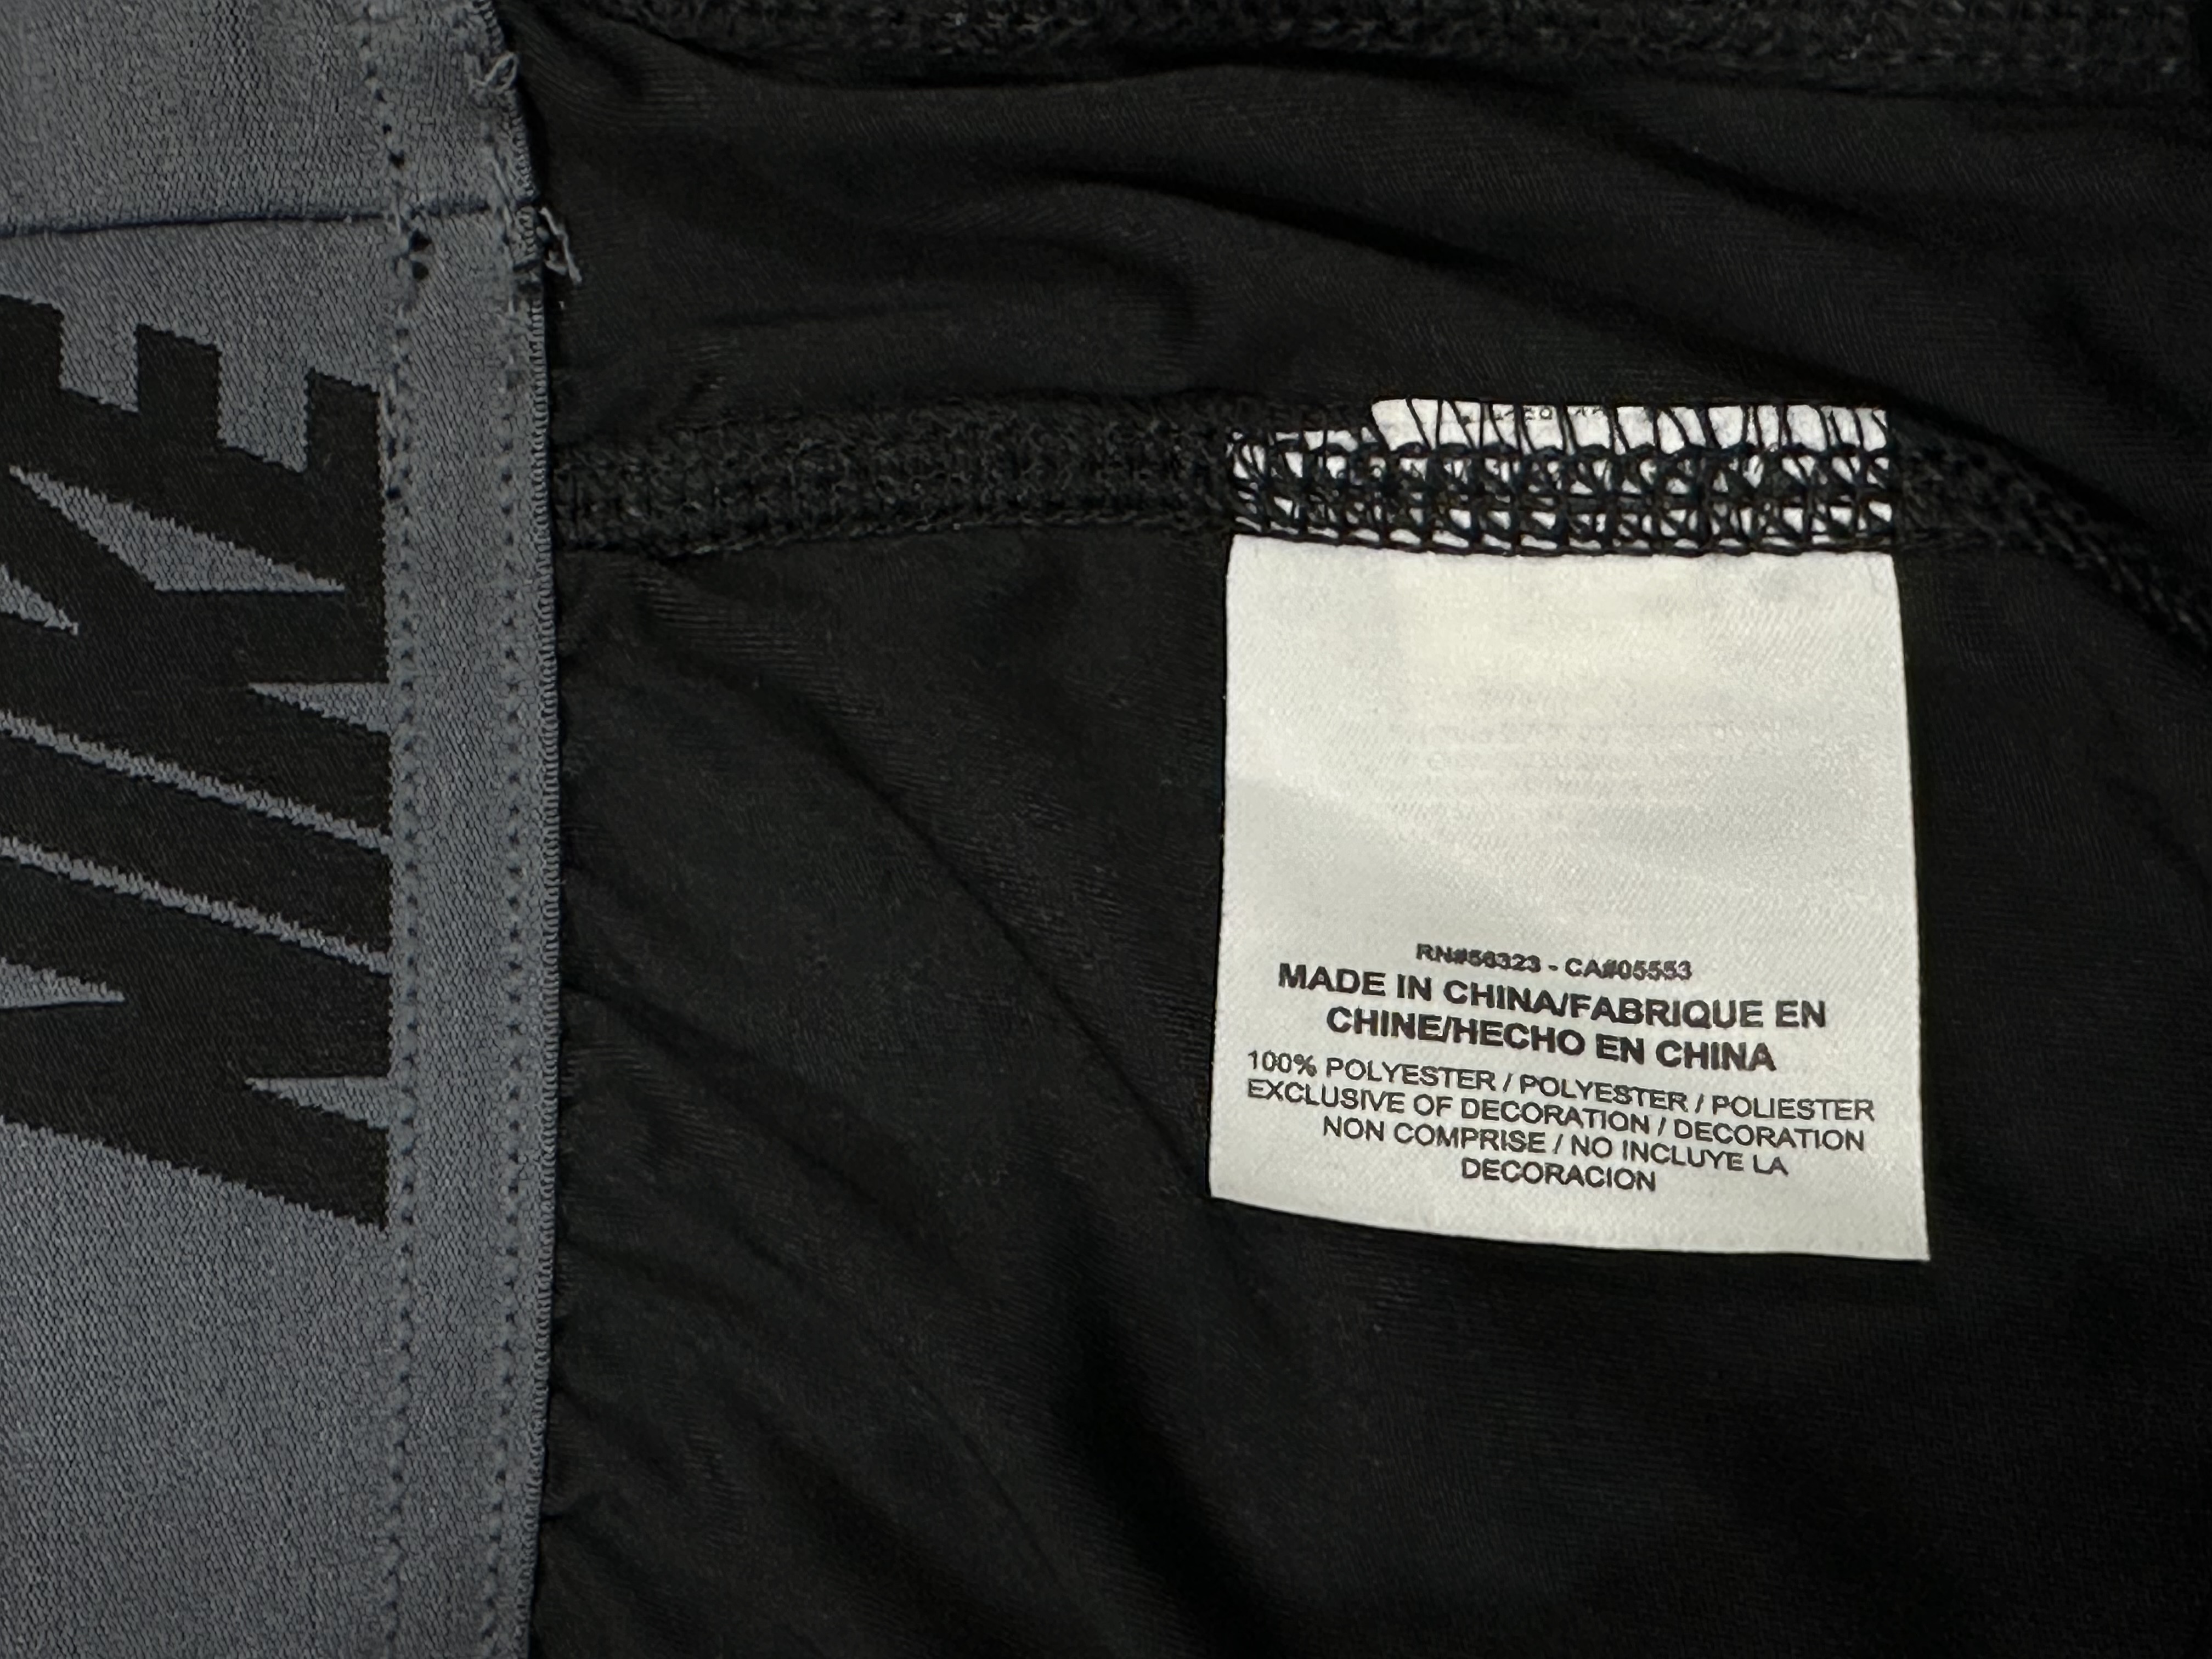 NIKE
RN#56323 - CA#05553
MADE IN CHINA/FABRIQUE EN
CHINE/HECHO EN CHINA
100% POLYESTER / POLYESTER / POLIESTER
EXCLUSIVE OF DECORATION / DECORATION
NON COMPRISE / NO INCLUYE LA
DECORACION